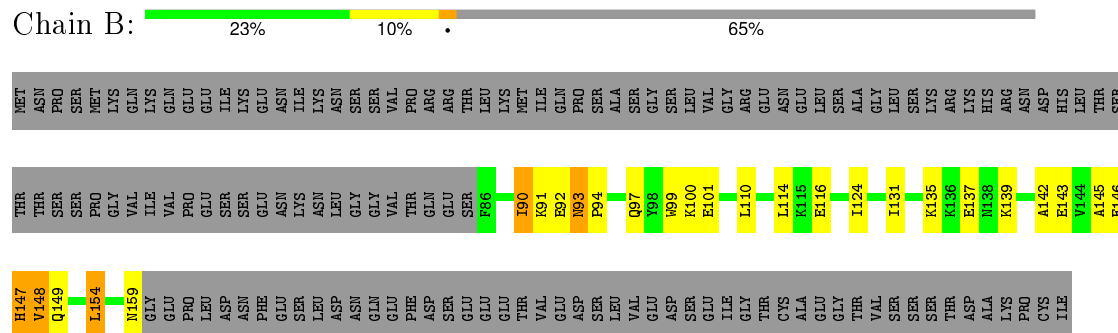 Chain B:
23% 10% • 65%
MET ASN PRO SER SER MET LYS GLN LYS GLN GLU GLU ILE LYS GLU ASN ILE LYS ASN SER SER VAL PRO ARG ARG THR LEU LYS MET ILE GLN PRO SER ALA SER GLY SER LEU VAL GLY ARG GLU ASN GLU LEU SER ALA GLY LEU SER LYS ARG LYS HIS ARG ASN ASP HIS LEU THR SER
THR THR SER SER PRO GLY VAL ILE VAL PRO GLU SER SER GLU ASN LYS ASN LEU GLY GLY VAL THR GLN GLU SER F86 I90 K91 E92 N93 P94 Q97 Y98 W99 K100 E101 L110 L114 K115 E116 I124 I131 K135 K136 E137 N138 K139 A142 E143 V144 A145 E146
H147 V148 Q149 L154 N159 GLY GLU PRO LEU ASP ASN PHE GLU SER LEU ASP ASN GLN GLU PHE ASP SER GLU GLU GLU THR VAL GLU ASP SER LEU VAL GLU ASP SER GLU ILE GLY THR CYS ALA GLU GLY THR VAL SER SER SER THR ASP ALA LYS PRO CYS ILE